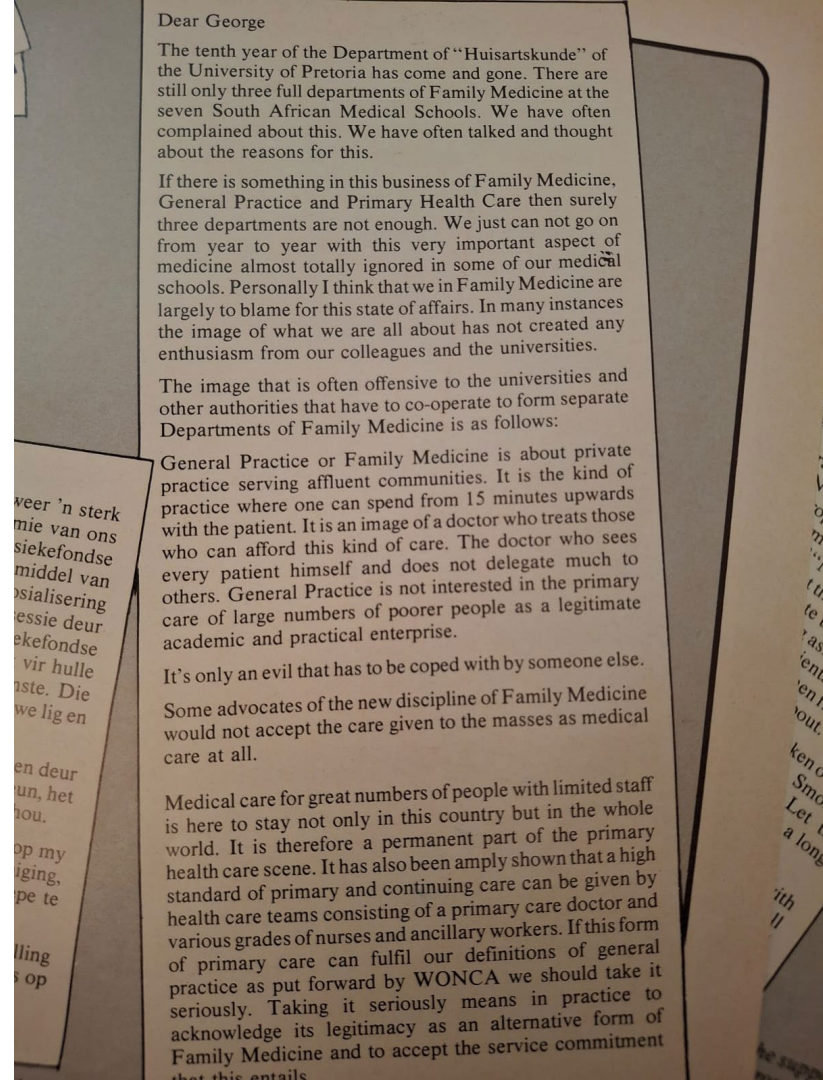 Dear George
The tenth year of the Department of “Huisartskunde” of
the University of Pretoria has come and gone. There are
still only three full departments of Family Medicine at the
seven South African Medical Schools. We have often
complained about this. We have often talked and thought
about the reasons for this.
If there is something in this business of Family Medicine,
General Practice and Primary Health Care then surely
three departments are not enough. We just can not go on
from year to year with this very important aspect of
medicine almost totally ignored in some of our medical
schools. Personally I think that we in Family Medicine are
largely to blame for this state of affairs. In many instances
the image of what we are all about has not created any
enthusiasm from our colleagues and the universities.
The image that is often offensive to the universities and
other authorities that have to co-operate to form separate
Departments of Family Medicine is as follows:
General Practice or Family Medicine is about private
practice serving affluent communities. It is the kind of
practice where one can spend from 15 minutes upwards
with the patient. It is an image of a doctor who treats those
who can afford this kind of care. The doctor who sees
every patient himself and does not delegate much to
others. General Practice is not interested in the primary
care of large numbers of poorer people as a legitimate
academic and practical enterprise.
It’s only an evil that has to be coped with by someone else.
Some advocates of the new discipline of Family Medicine
would not accept the care given to the masses as medical
care at all.
Medical care for great numbers of people with limited staff
is here to stay not only in this country but in the whole
world. It is therefore a permanent part of the primary
health care scene. It has also been amply shown that a high
standard of primary and continuing care can be given by
health care teams consisting of a primary care doctor and
various grades of nurses and ancillary workers. If this form
of primary care can fulfil our definitions of general
practice as put forward by WONCA we should take it
seriously. Taking it seriously means in practice to
acknowledge its legitimacy as an alternative form of
Family Medicine and to accept the service commitment
that this entails
weer 'n sterk
mie van ons
siekefondse
middel van
osialisering
essie deur
ekefondse
vir hulle
nste. Die
we lig en
en deur
un, het
hou.
op my
iging,
pe te
lling
s op
ken o
Smo
Let
a long
ith
ll
he supp